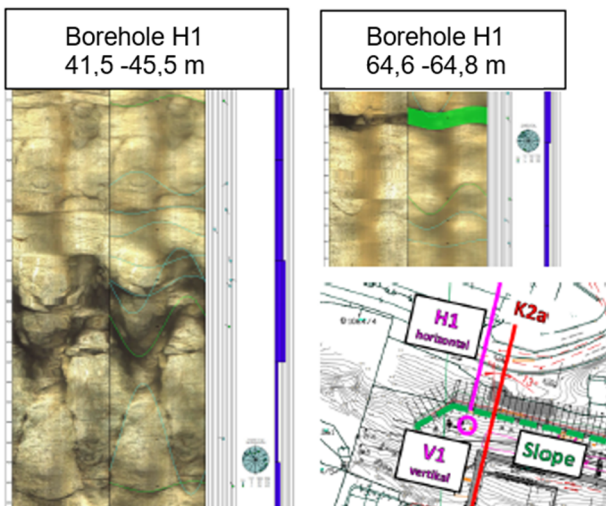 Borehole H1
41,5 -45,5 m
Borehole H1
64,6 -64,8 m
H1
horizontal
K2a
V1
vertikal
Slope